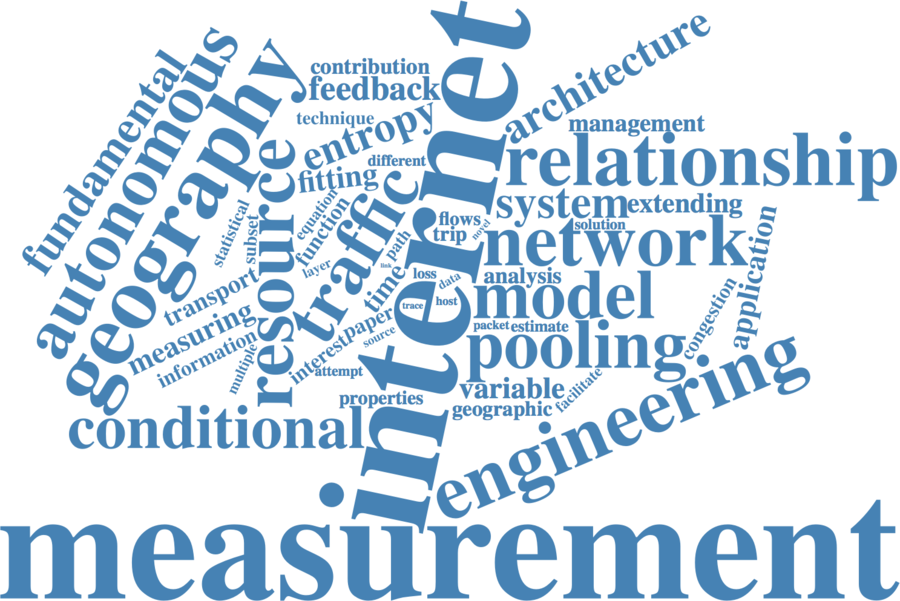 internet
architecture
fundamental
autonomous
geography
contribution
feedback
technique
entropy
management
relationship
different
fitting
statistical
subset
equation
function
resource
traffic
system
extending
flows
solution
trip
novel
network
path
link
layer
time
loss
data
analysis
application
transport
trace
host
model
congestion
measuring
information
interest
paper
source
packet
estimate
pooling
multiple
attempt
variable
facilitate
properties
geographic
conditional
engineering
measurement